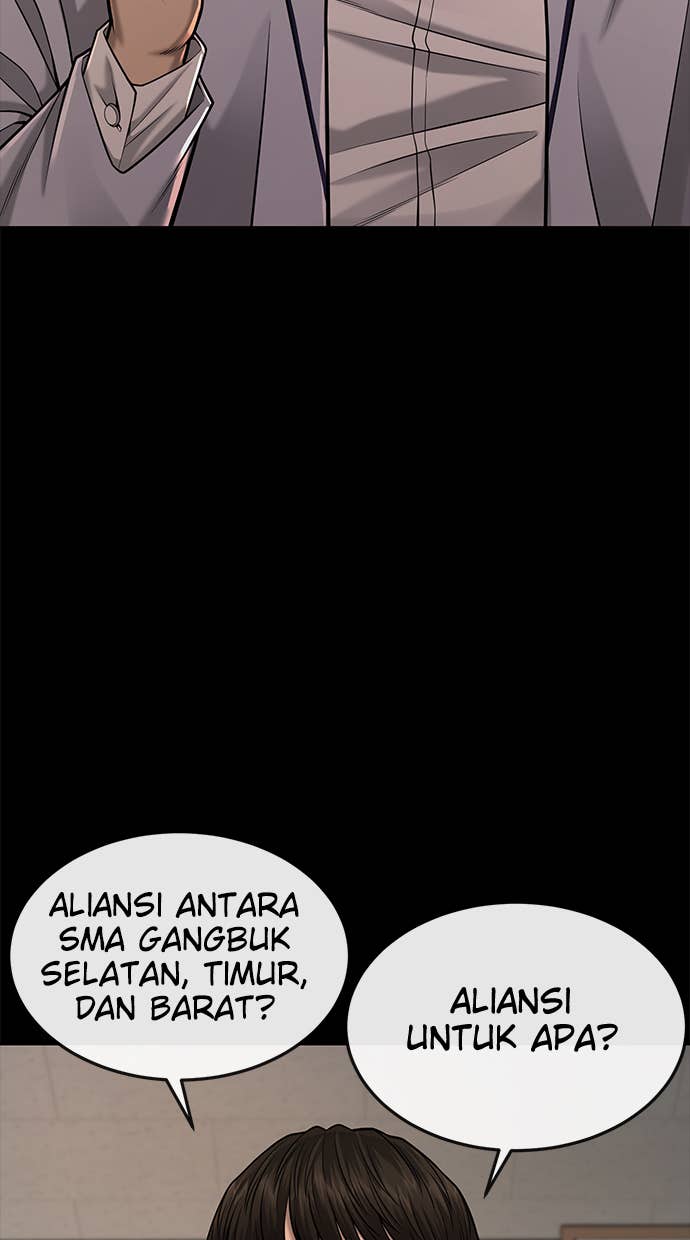 ALIANSI ANTARA
SMA GANGBUK
SELATAN, TIMUR,
DAN BARAT?
ALIANSI
UNTUK APA?